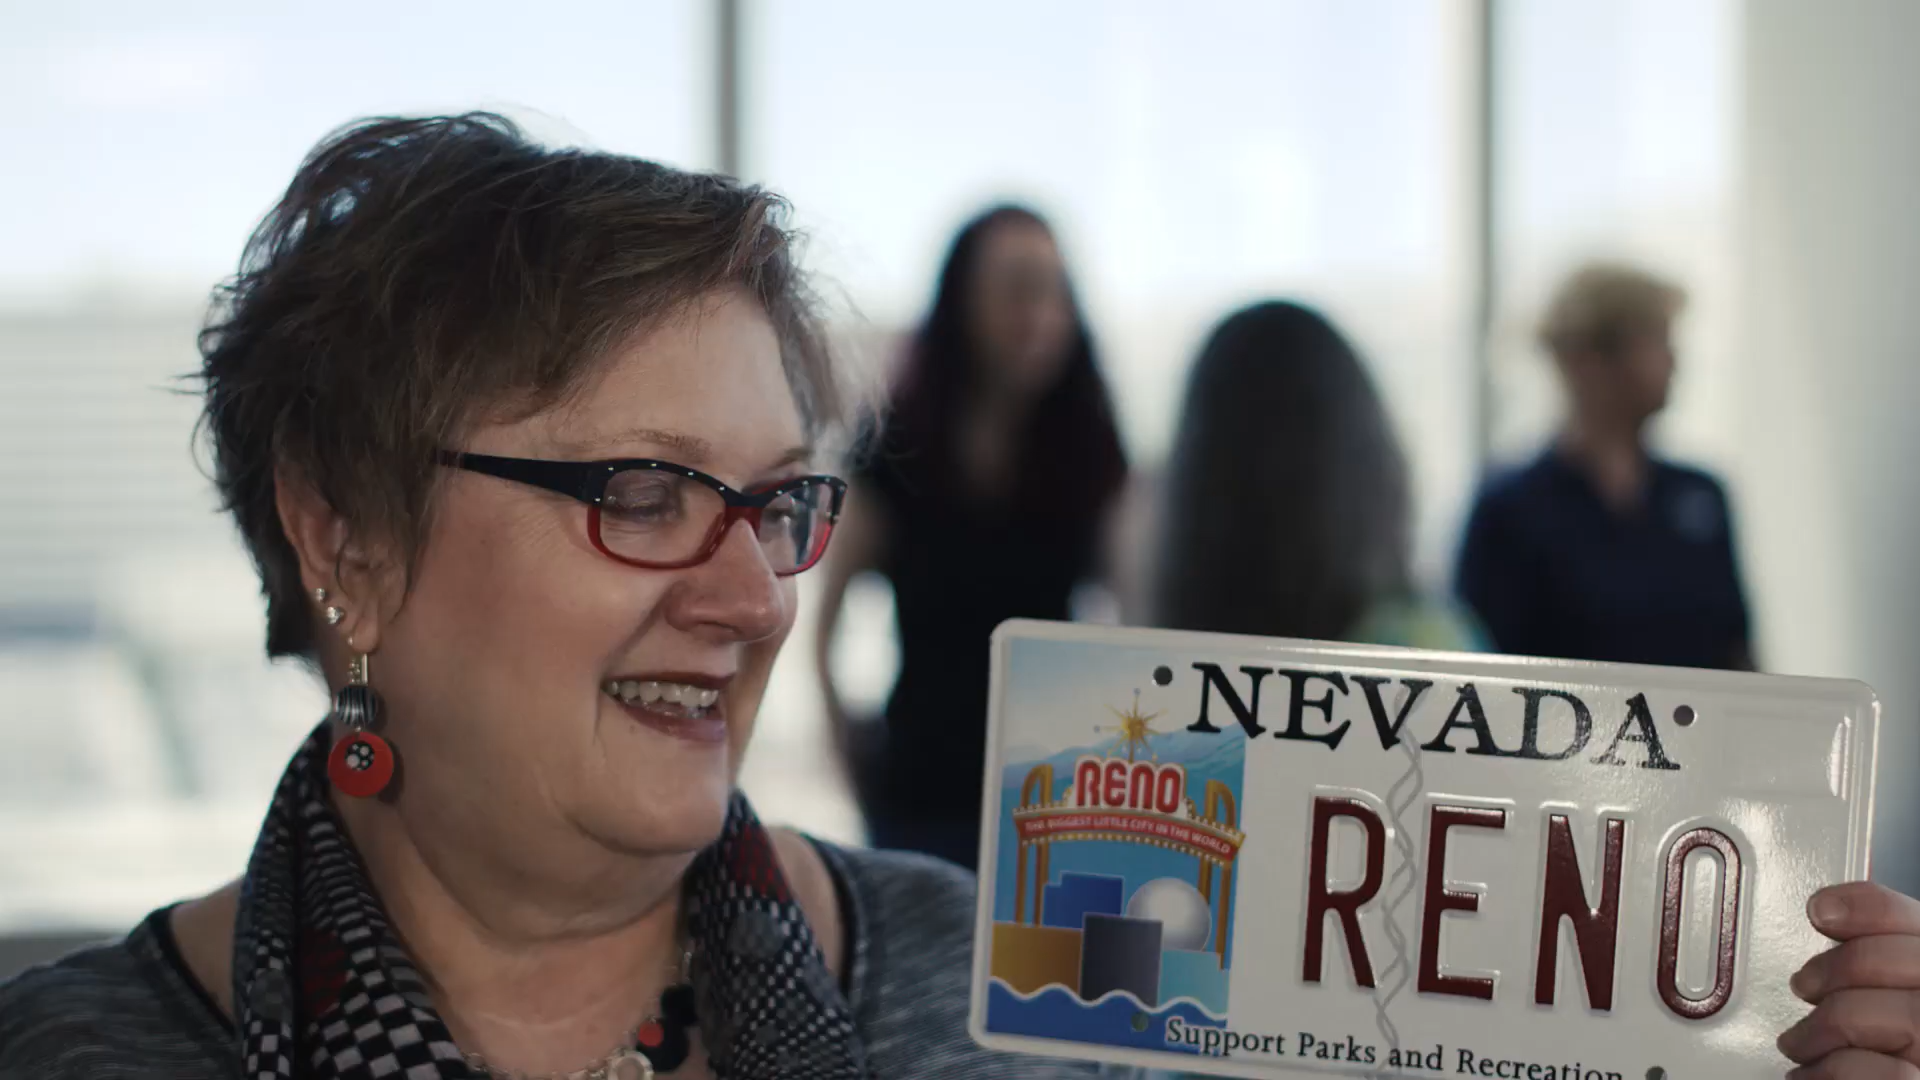 NEVADA
RENO
THE BIGGEST LITTLE CITY IN THE WORLD
RENO
Support Parks and Recreation